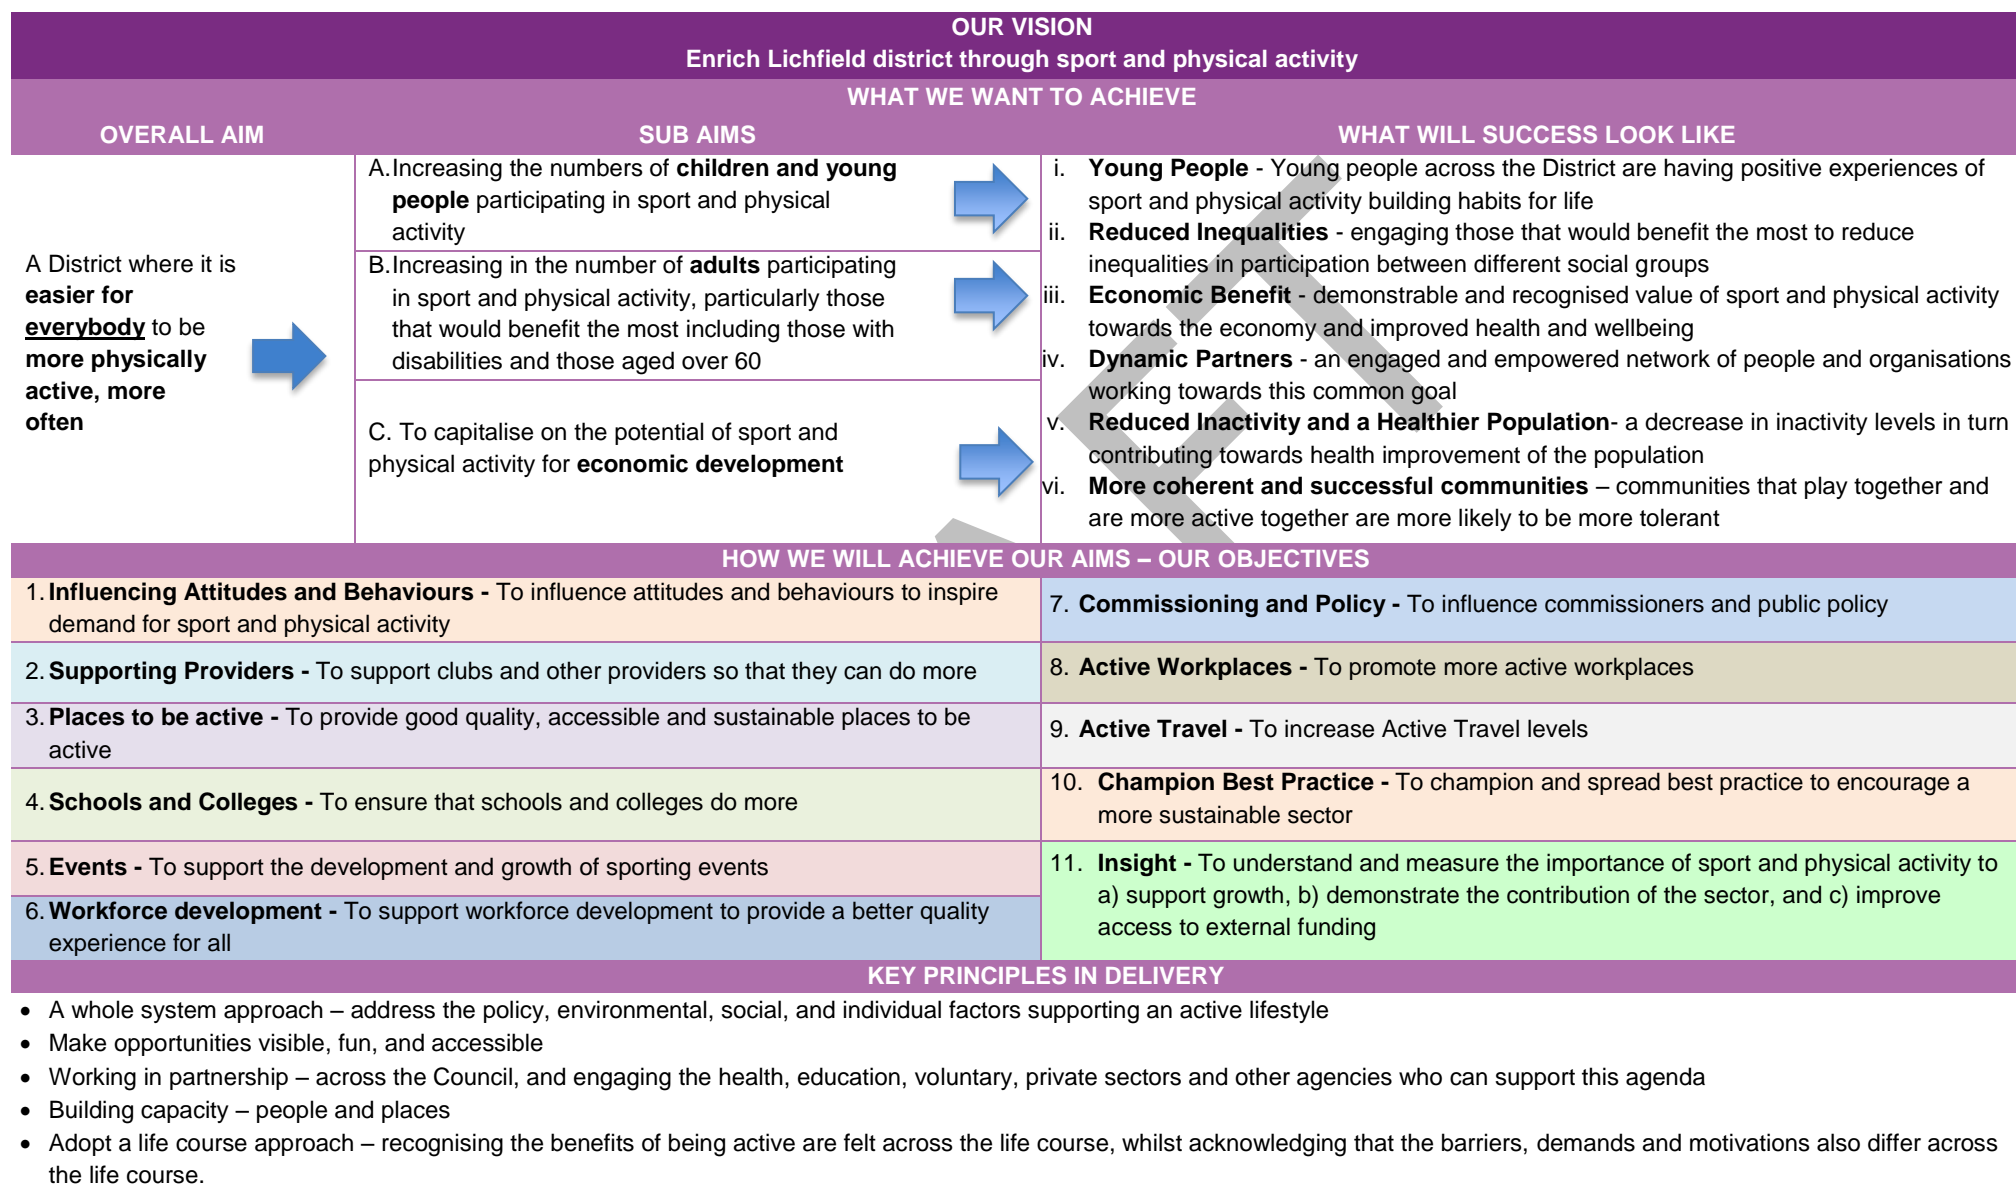 OUR VISION
Enrich Lichfield district through sport and physical activity
WHAT WE WANT TO ACHIEVE
OVERALL AIM
SUB AIMS
WHAT WILL SUCCESS LOOK LIKE
A District where it is
easier for
everybody to be
more physically
active, more
often
A.Increasing the numbers of children and young
people participating in sport and physical
activity
B.Increasing in the number of adults participating
in sport and physical activity, particularly those
that would benefit the most including those with
disabilities and those aged over 60
C. To capitalise on the potential of sport and
physical activity for economic development
i. Young People - Young people across the District are having positive experiences of
sport and physical activity building habits for life
ii. Reduced Inequalities - engaging those that would benefit the most to reduce
inequalities in participation between different social groups
iii. Economic Benefit - demonstrable and recognised value of sport and physical activity
towards the economy and improved health and wellbeing
iv. Dynamic Partners - an engaged and empowered network of people and organisations
working towards this common goal
v. Reduced Inactivity and a Healthier Population- a decrease in inactivity levels in turn
contributing towards health improvement of the population
vi. More coherent and successful communities – communities that play together and
are more active together are more likely to be more tolerant
HOW WE WILL ACHIEVE OUR AIMS – OUR OBJECTIVES
1. Influencing Attitudes and Behaviours - To influence attitudes and behaviours to inspire
demand for sport and physical activity
2. Supporting Providers - To support clubs and other providers so that they can do more
3. Places to be active - To provide good quality, accessible and sustainable places to be
active
4. Schools and Colleges - To ensure that schools and colleges do more
5. Events - To support the development and growth of sporting events
6. Workforce development - To support workforce development to provide a better quality
experience for all
7. Commissioning and Policy - To influence commissioners and public policy
8. Active Workplaces - To promote more active workplaces
9. Active Travel - To increase Active Travel levels
10. Champion Best Practice - To champion and spread best practice to encourage a
more sustainable sector
11. Insight - To understand and measure the importance of sport and physical activity to
a) support growth, b) demonstrate the contribution of the sector, and c) improve
access to external funding
KEY PRINCIPLES IN DELIVERY
• A whole system approach – address the policy, environmental, social, and individual factors supporting an active lifestyle
• Make opportunities visible, fun, and accessible
• Working in partnership – across the Council, and engaging the health, education, voluntary, private sectors and other agencies who can support this agenda
• Building capacity – people and places
• Adopt a life course approach – recognising the benefits of being active are felt across the life course, whilst acknowledging that the barriers, demands and motivations also differ across
the life course.